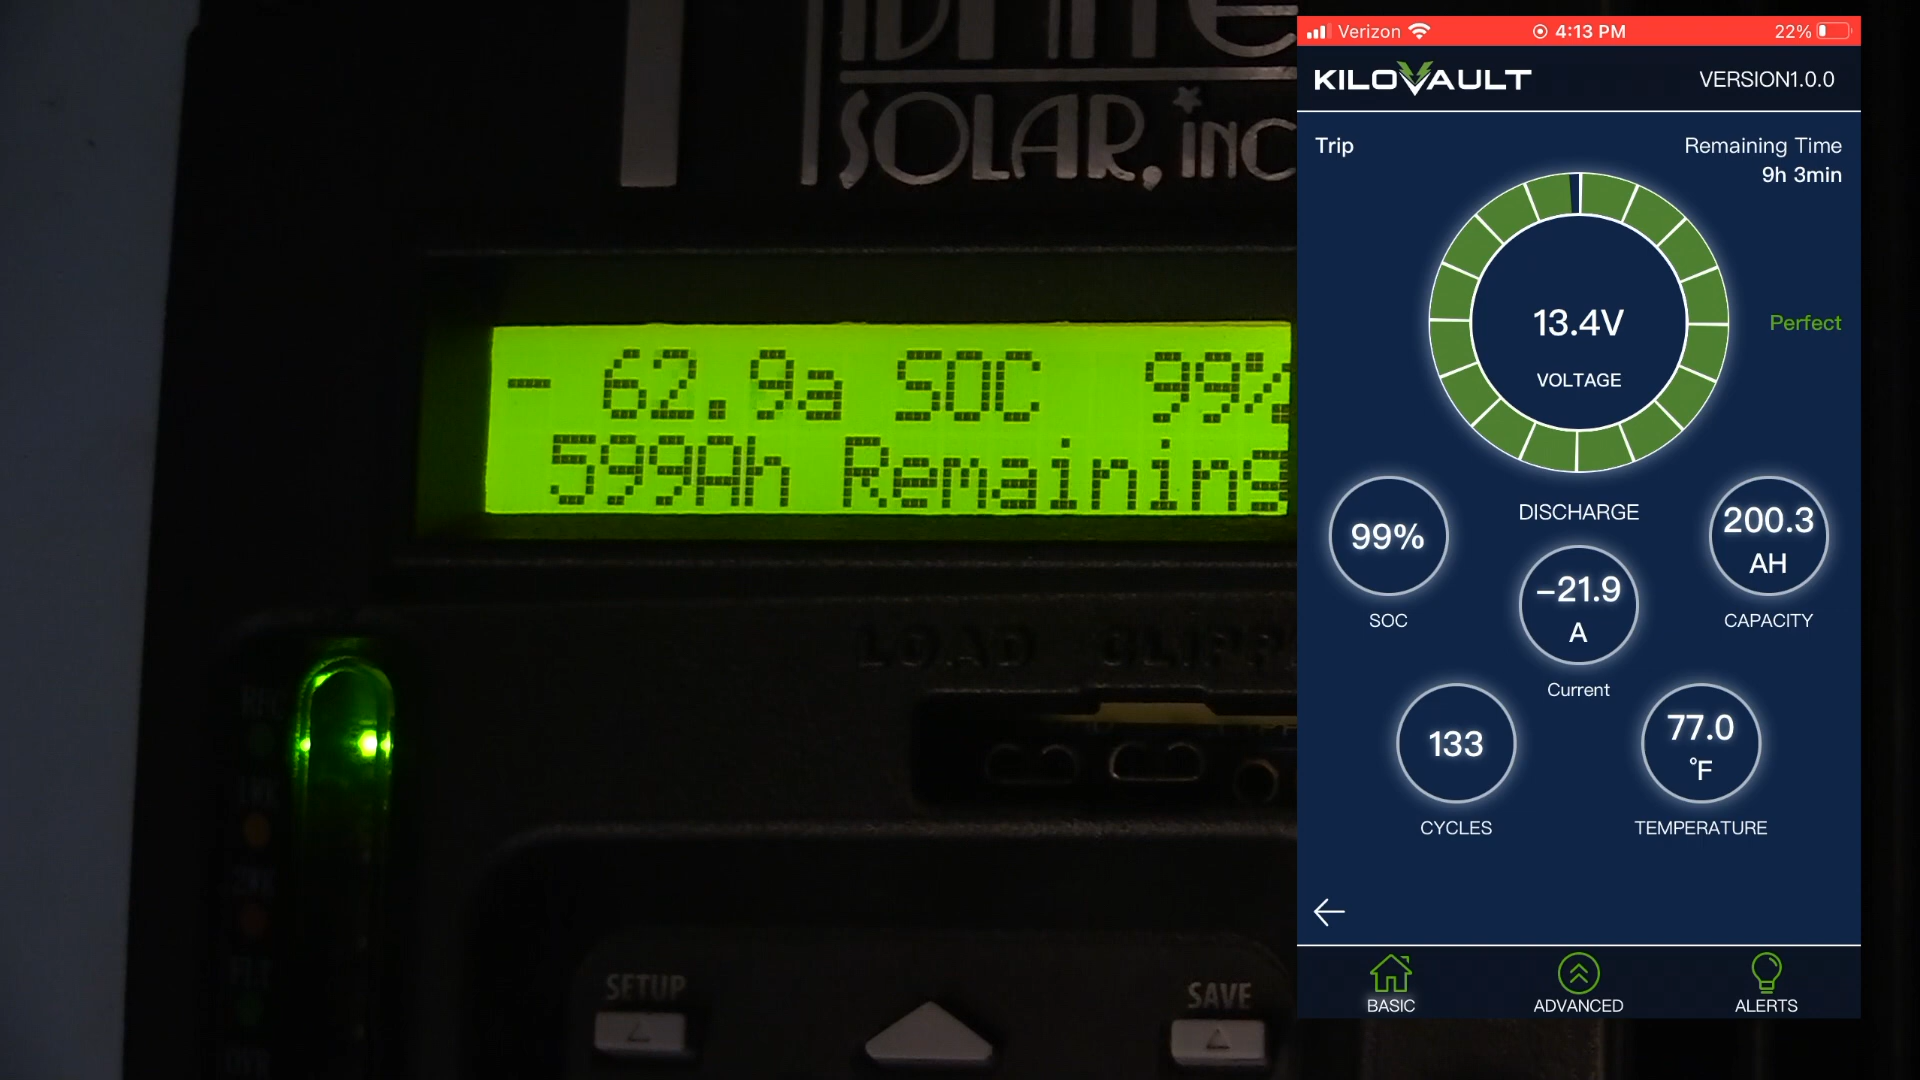 SOLAR, inc
- 62.9a SOC 99%
599Ah Remaining
LOAD
SETUP
SAVE
Verizon 4:13 PM 22%
KILOVAULT VERSION1.0.0
Trip
Remaining Time
9h 3min
13.4V
VOLTAGE
Perfect
DISCHARGE
99%
SOC
200.3
AH
CAPACITY
-21.9
A
Current
133
CYCLES
77.0
°F
TEMPERATURE
BASIC
ADVANCED
ALERTS